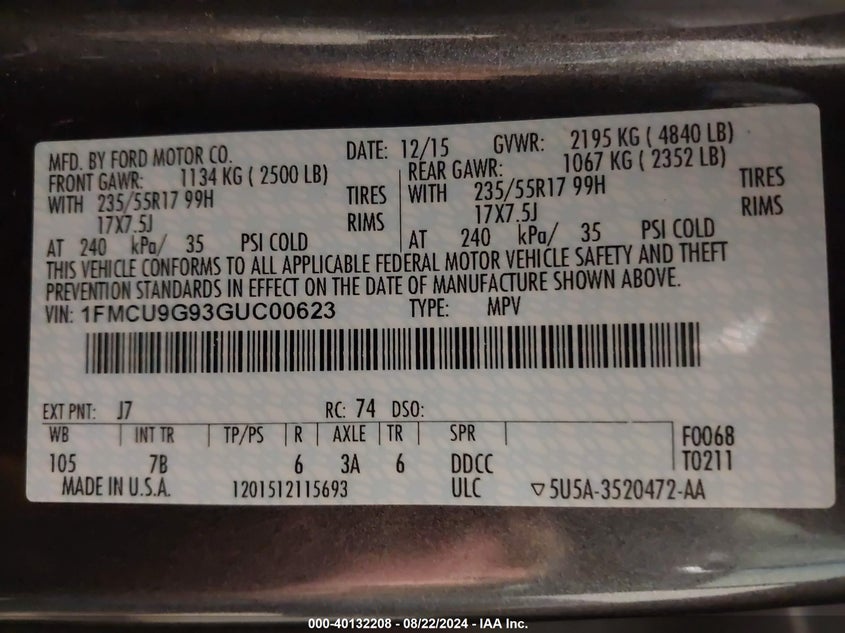 MFD. BY FORD MOTOR CO. DATE: 12/15 GVWR: 2195 KG ( 4840 LB)
FRONT GAWR: 1134 KG ( 2500 LB) REAR GAWR: 1067 KG ( 2352 LB)
WITH 235/55R17 99H TIRES WITH 235/55R17 99H TIRES
17X7.5J RIMS 17X7.5J RIMS
AT 240 kPa/ 35 PSI COLD AT 240 kPa/ 35 PSI COLD
THIS VEHICLE CONFORMS TO ALL APPLICABLE FEDERAL MOTOR VEHICLE SAFETY AND THEFT
PREVENTION STANDARDS IN EFFECT ON THE DATE OF MANUFACTURE SHOWN ABOVE.
VIN: 1FMCU9G93GUC00623 TYPE: MPV
EXT PNT: J7 RC: 74 DSO:
WB INT TR TP/PS R AXLE TR SPR F0068
105 7B 6 3A 6 DDCC T0211
MADE IN U.S.A. 1201512115693 ULC ▽5U5A-3520472-AA
000-40132208 - 08/22/2024 - IAA Inc.